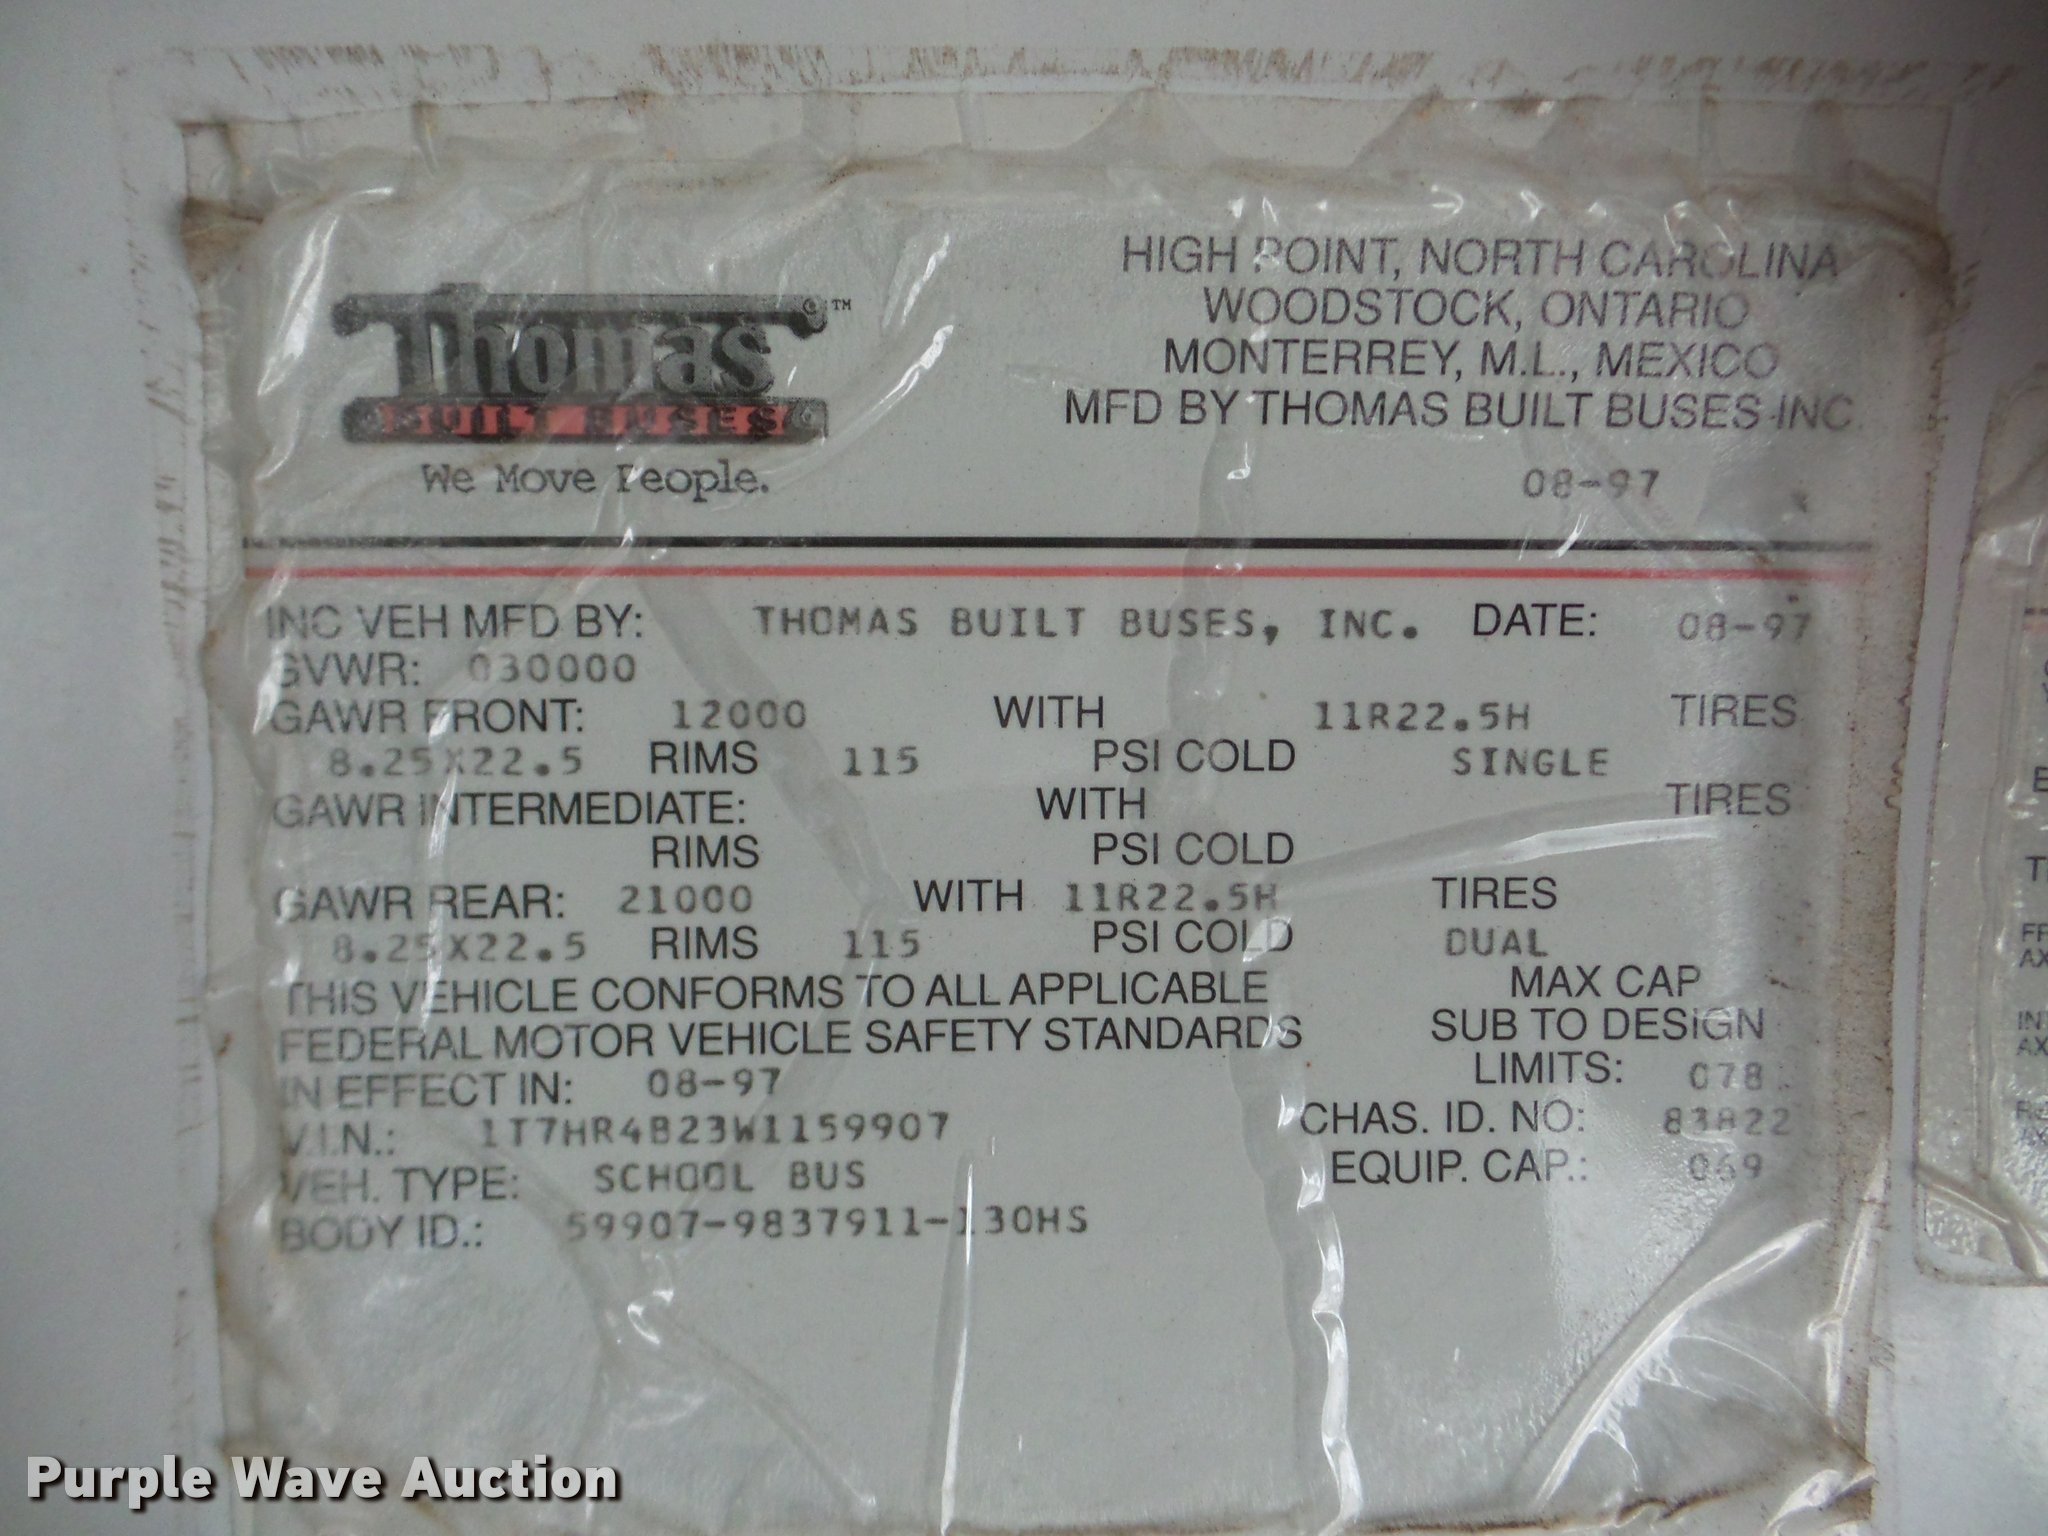 Thomas ™
BUILT BUSES
We Move People.
HIGH POINT, NORTH CAROLINA
WOODSTOCK, ONTARIO
MONTERREY, M.L., MEXICO
MFD BY THOMAS BUILT BUSES INC.
08-97
INC VEH MFD BY: THOMAS BUILT BUSES, INC. DATE: 08-97
GVWR: 030000
GAWR FRONT: 12000 WITH 11R22.5H TIRES
8.25X22.5 RIMS 115 PSI COLD SINGLE
GAWR INTERMEDIATE: WITH TIRES
RIMS PSI COLD
GAWR REAR: 21000 WITH 11R22.5H TIRES
8.25X22.5 RIMS 115 PSI COLD DUAL
THIS VEHICLE CONFORMS TO ALL APPLICABLE
FEDERAL MOTOR VEHICLE SAFETY STANDARDS
IN EFFECT IN: 08-97
MAX CAP
SUB TO DESIGN
LIMITS: 078
V.I.N.: 1T7HR4B23W1159907
CHAS. ID. NO:
VEH. TYPE: SCHOOL BUS
EQUIP. CAP.: 069
BODY ID.: 59907-9837911-130HS
Purple Wave Auction